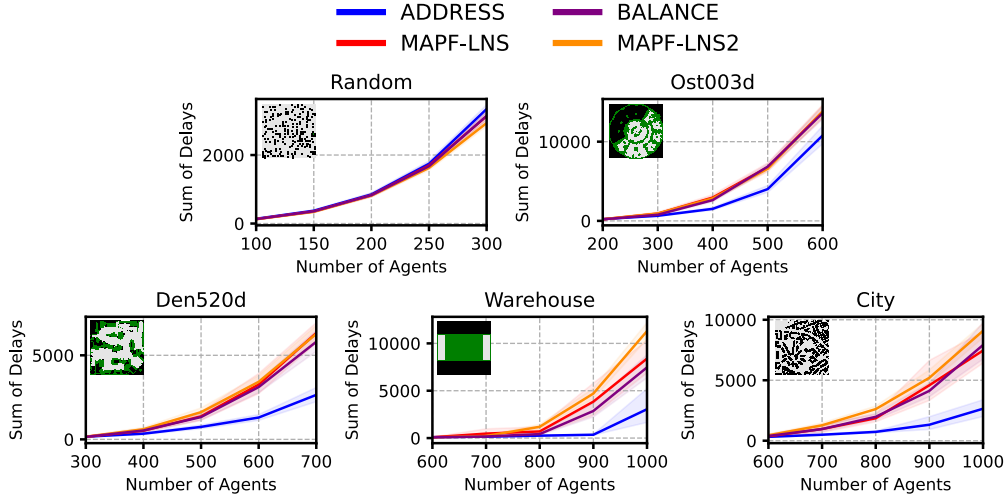 ADDRESS
BALANCE
MAPF-LNS
MAPF-LNS2
Random
Sum of Delays
2000
0
100 150 200 250 300
Number of Agents
Ost003d
Sum of Delays
10000
0
200 300 400 500 600
Number of Agents
Den520d
Sum of Delays
5000
0
300 400 500 600 700
Number of Agents
Warehouse
Sum of Delays
10000
5000
0
600 700 800 900 1000
Number of Agents
City
Sum of Delays
10000
5000
0
600 700 800 900 1000
Number of Agents